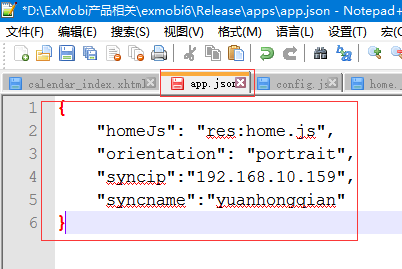 *D:\ExMobi产品相关\exmobi6\Release\apps\app.json - Notepad+
文件(F) 编辑(E) 搜索(S) 视图(V) 格式(M) 语言(L) 设置(T) 宏(
calendar_index.xhtml app.json config.js home.
1 {
2 "homeJs": "res:home.js",
3 "orientation": "portrait",
4 "syncip":"192.168.10.159",
5 "syncname":"yuanhongqian"
6 }